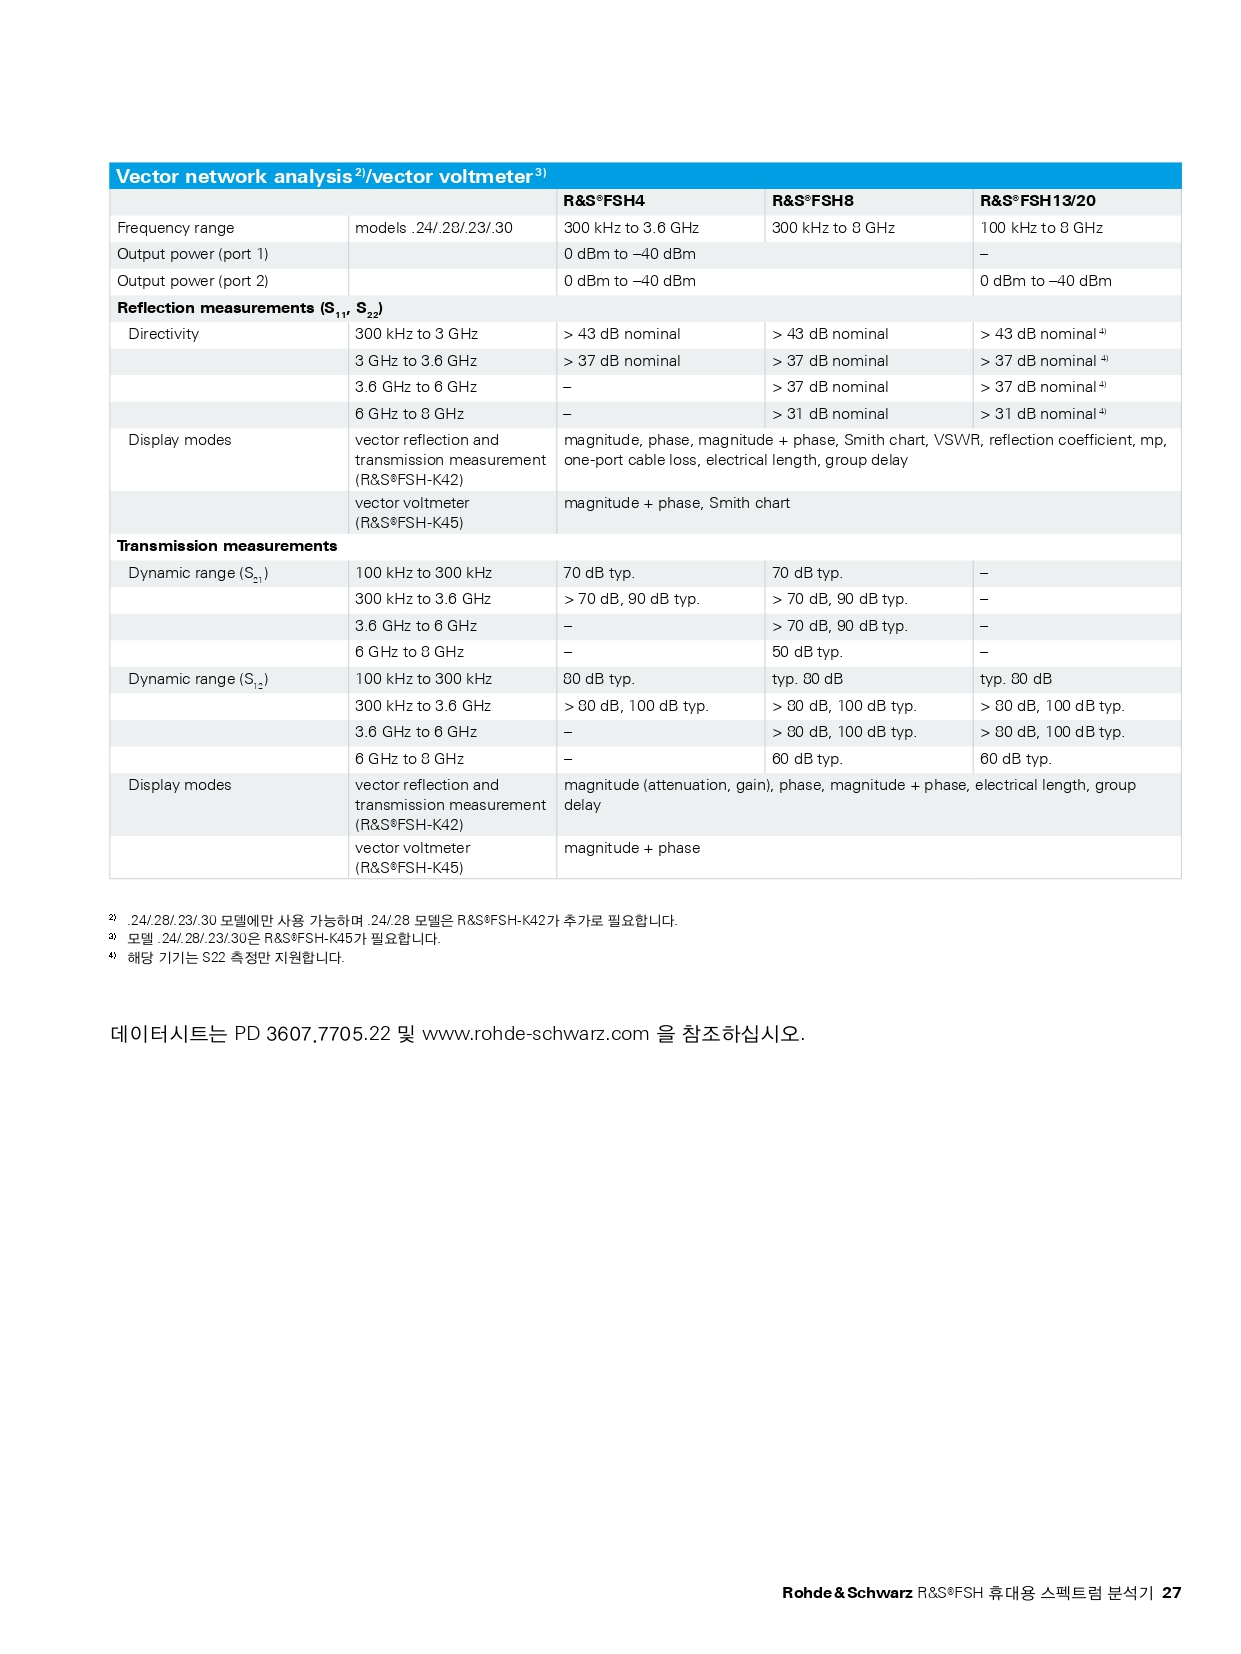 Vector network analysis 2)/vector voltmeter 3)
R&S®FSH4 R&S®FSH8 R&S®FSH13/20
Frequency range models .24/.28/.23/.30 300 kHz to 3.6 GHz 300 kHz to 8 GHz 100 kHz to 8 GHz
Output power (port 1) 0 dBm to –40 dBm –
Output power (port 2) 0 dBm to –40 dBm 0 dBm to –40 dBm
Reflection measurements (S11, S22)
Directivity 300 kHz to 3 GHz > 43 dB nominal > 43 dB nominal > 43 dB nominal 4)
3 GHz to 3.6 GHz > 37 dB nominal > 37 dB nominal > 37 dB nominal 4)
3.6 GHz to 6 GHz – > 37 dB nominal > 37 dB nominal 4)
6 GHz to 8 GHz – > 31 dB nominal > 31 dB nominal 4)
Display modes vector reflection and magnitude, phase, magnitude + phase, Smith chart, VSWR, reflection coefficient, mp,
transmission measurement one-port cable loss, electrical length, group delay
(R&S®FSH-K42)
vector voltmeter magnitude + phase, Smith chart
(R&S®FSH-K45)
Transmission measurements
Dynamic range (S21) 100 kHz to 300 kHz 70 dB typ. 70 dB typ. –
300 kHz to 3.6 GHz > 70 dB, 90 dB typ. > 70 dB, 90 dB typ. –
3.6 GHz to 6 GHz – > 70 dB, 90 dB typ. –
6 GHz to 8 GHz – 50 dB typ. –
Dynamic range (S12) 100 kHz to 300 kHz 80 dB typ. typ. 80 dB typ. 80 dB
300 kHz to 3.6 GHz > 80 dB, 100 dB typ. > 80 dB, 100 dB typ. > 80 dB, 100 dB typ.
3.6 GHz to 6 GHz – > 80 dB, 100 dB typ. > 80 dB, 100 dB typ.
6 GHz to 8 GHz – 60 dB typ. 60 dB typ.
Display modes vector reflection and magnitude (attenuation, gain), phase, magnitude + phase, electrical length, group
transmission measurement delay
(R&S®FSH-K42)
vector voltmeter magnitude + phase
(R&S®FSH-K45)
2) .24/.28/.23/.30 모델에만 사용 가능하며 .24/.28 모델은 R&S®FSH-K42가 추가로 필요합니다.
3) 모델 .24/.28/.23/.30은 R&S®FSH-K45가 필요합니다.
4) 해당 기기는 S22 측정만 지원합니다.
데이터시트는 PD 3607.7705.22 및 www.rohde-schwarz.com 을 참조하십시오.
Rohde & Schwarz R&S®FSH 휴대용 스펙트럼 분석기 27